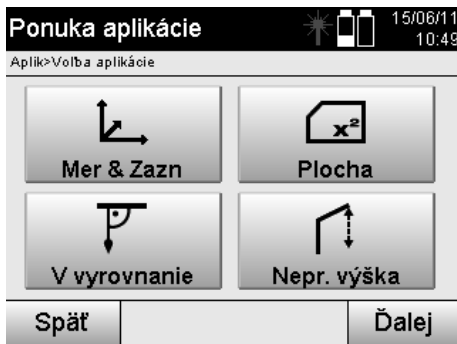 Ponuka aplikácie
15/06/11
10:49
Aplik>Voľba aplikácie
x²
Mer & Zazn
Plocha
V vyrovnanie
Nepr. výška
Späť
Ďalej